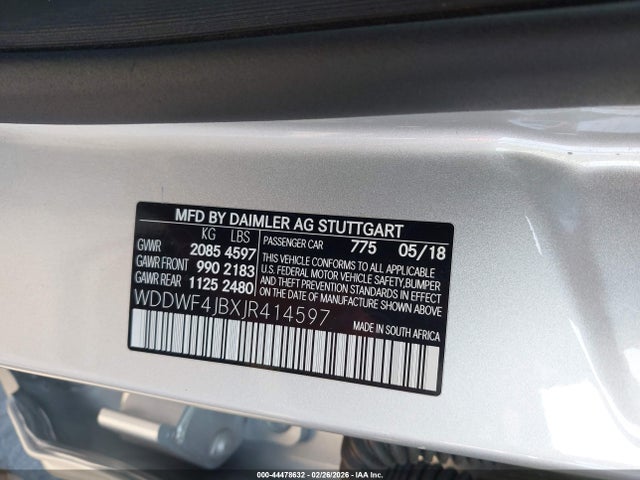 MFD BY DAIMLER AG STUTTGART
KG LBS
GVWR 2085 4597
GAWR FRONT 990 2183
GAWR REAR 1125 2480
PASSENGER CAR 775 05/18
THIS VEHICLE CONFORMS TO ALL APPLICABLE
U.S. FEDERAL MOTOR VEHICLE SAFETY, BUMPER
AND THEFT PREVENTION STANDARDS IN EFFECT
ON THE DATE OF MANUFACTURE SHOWN ABOVE.
WDDWF4JBXJR414597
MADE IN SOUTH AFRICA
000-44478632 - 02/26/2026 - IAA Inc.